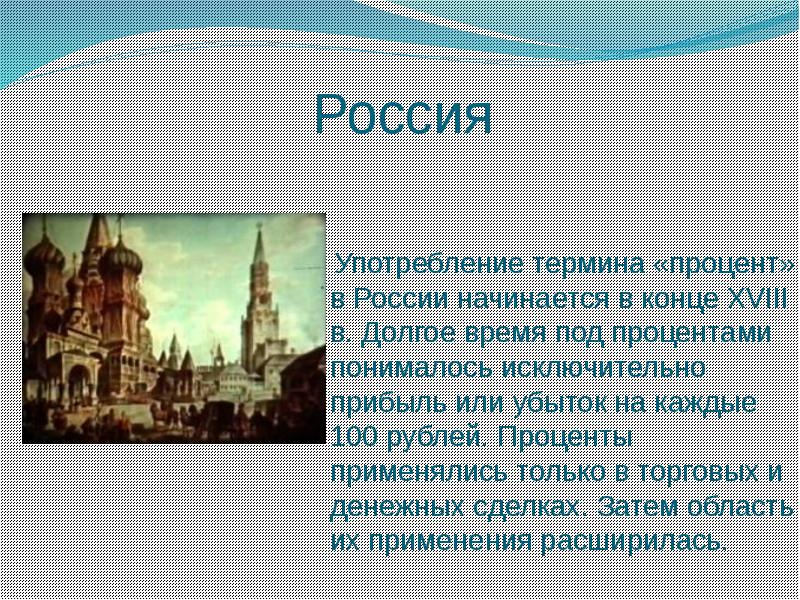 Россия
Употребление термина «процент»
в России начинается в конце XVIII
в. Долгое время под процентами
понималось исключительно
прибыль или убыток на каждые
100 рублей. Проценты
применялись только в торговых и
денежных сделках. Затем область
их применения расширилась.